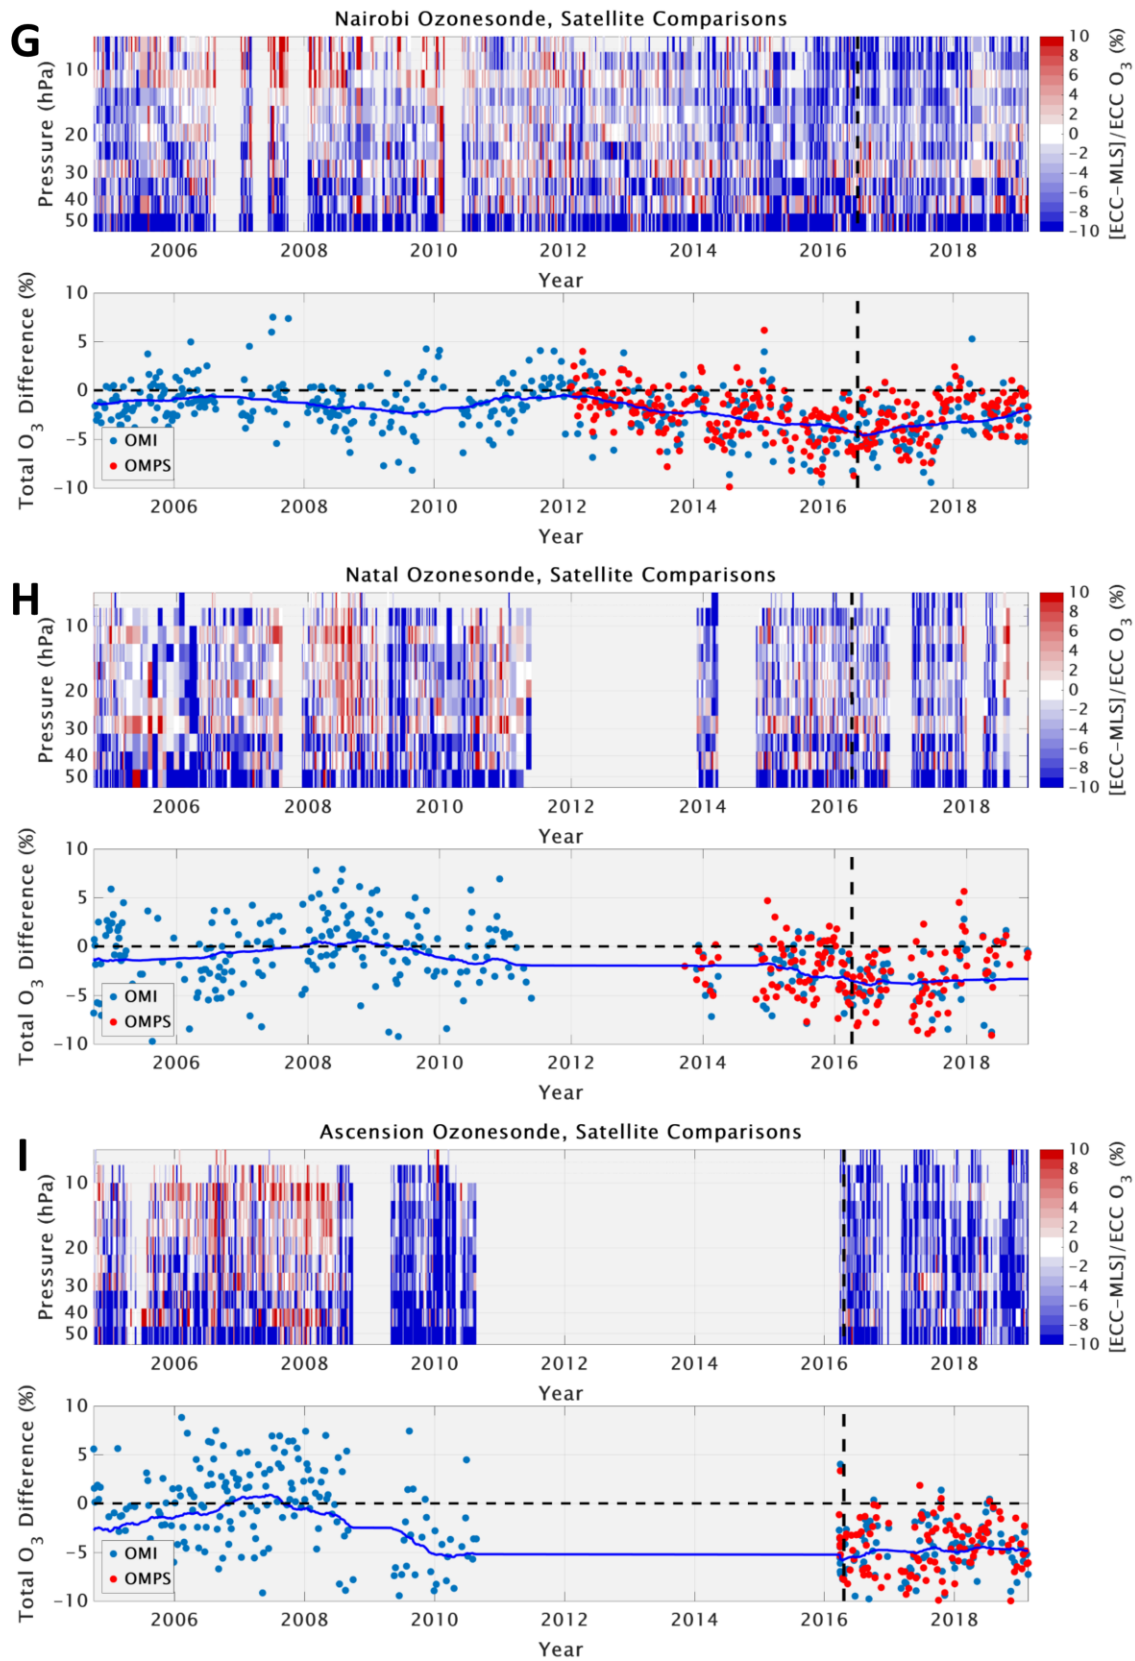 G
Nairobi Ozonesonde, Satellite Comparisons
Pressure (hPa)
10
20
30
40
50
2006 2008 2010 2012 2014 2016 2018
Year
10
8
6
4
2
0
−2
−4
−6
−8
−10
[ECC−MLS]/ECC O3 (%)
Total O3 Difference (%)
10
5
0
−5
−10
OMI
OMPS
2006 2008 2010 2012 2014 2016 2018
Year
H
Natal Ozonesonde, Satellite Comparisons
Pressure (hPa)
10
20
30
40
50
2006 2008 2010 2012 2014 2016 2018
Year
10
8
6
4
2
0
−2
−4
−6
−8
−10
[ECC−MLS]/ECC O3 (%)
Total O3 Difference (%)
10
5
0
−5
−10
OMI
OMPS
2006 2008 2010 2012 2014 2016 2018
Year
I
Ascension Ozonesonde, Satellite Comparisons
Pressure (hPa)
10
20
30
40
50
2006 2008 2010 2012 2014 2016 2018
Year
10
8
6
4
2
0
−2
−4
−6
−8
−10
[ECC−MLS]/ECC O3 (%)
Total O3 Difference (%)
10
5
0
−5
−10
OMI
OMPS
2006 2008 2010 2012 2014 2016 2018
Year